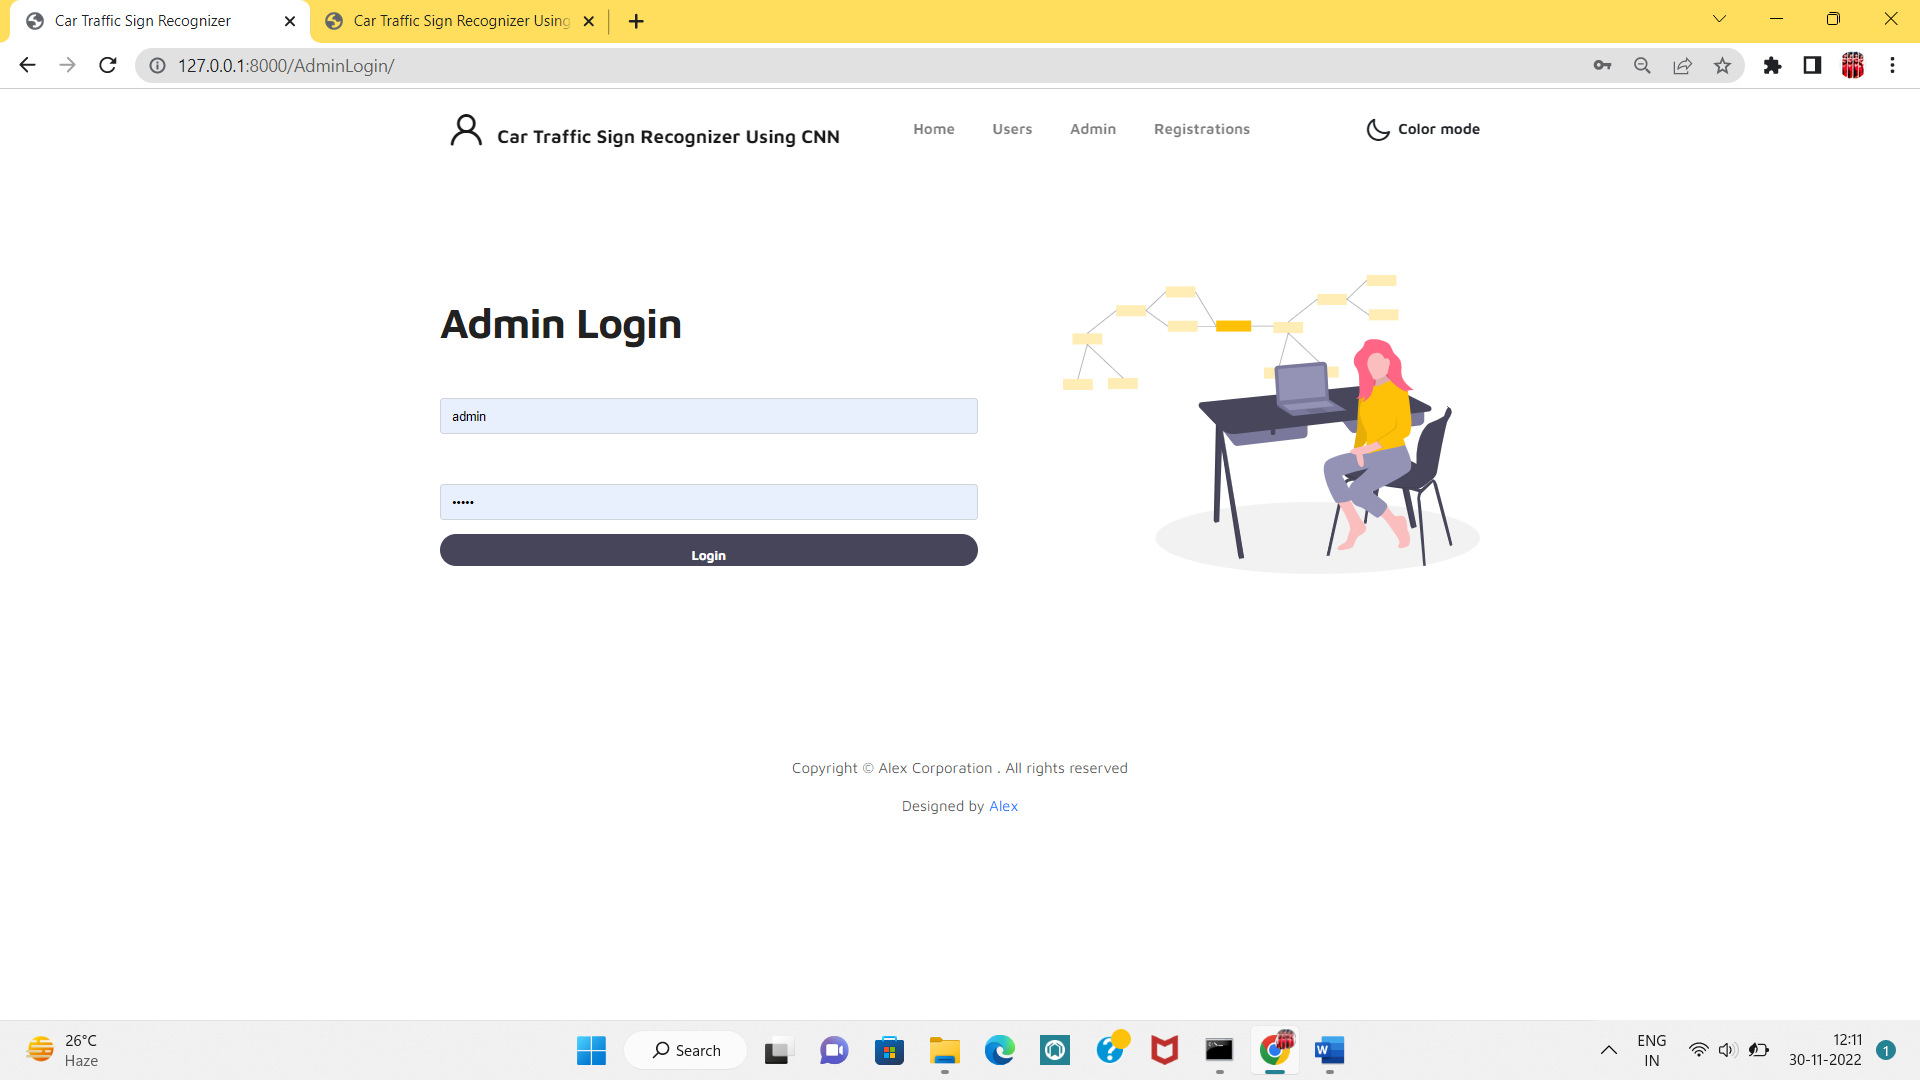 Car Traffic Sign Recognizer
Car Traffic Sign Recognizer Using
127.0.0.1:8000/AdminLogin/
Car Traffic Sign Recognizer Using CNN
Home
Users
Admin
Registrations
Color mode
Admin Login
admin
•••••
Login
Copyright © Alex Corporation . All rights reserved
Designed by Alex
26°C
Haze
Search
ENG
IN
12:11
30-11-2022
1